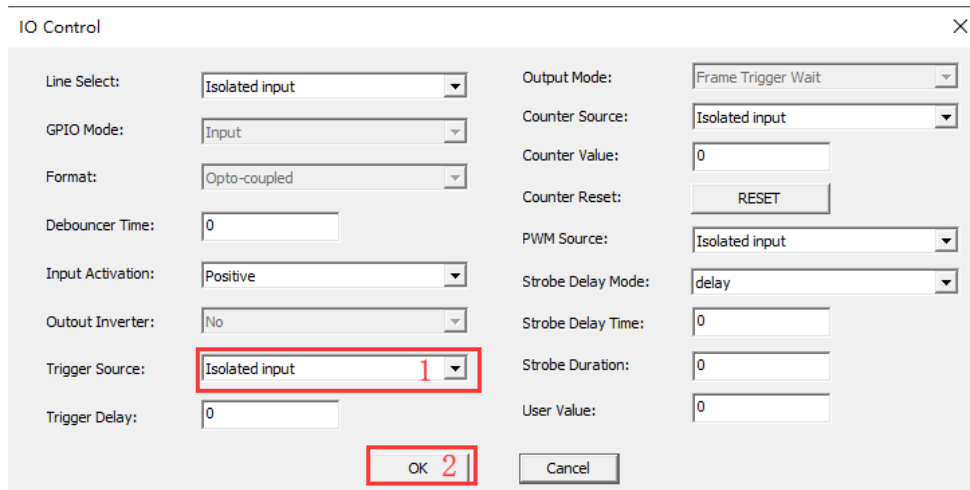 IO Control
Line Select: Isolated input
GPIO Mode: Input
Format: Opto-coupled
Debouncer Time: 0
Input Activation: Positive
Outout Inverter: No
Trigger Source: Isolated input 1
Trigger Delay: 0
Output Mode: Frame Trigger Wait
Counter Source: Isolated input
Counter Value: 0
Counter Reset: RESET
PWM Source: Isolated input
Strobe Delay Mode: delay
Strobe Delay Time: 0
Strobe Duration: 0
User Value: 0
OK 2 Cancel